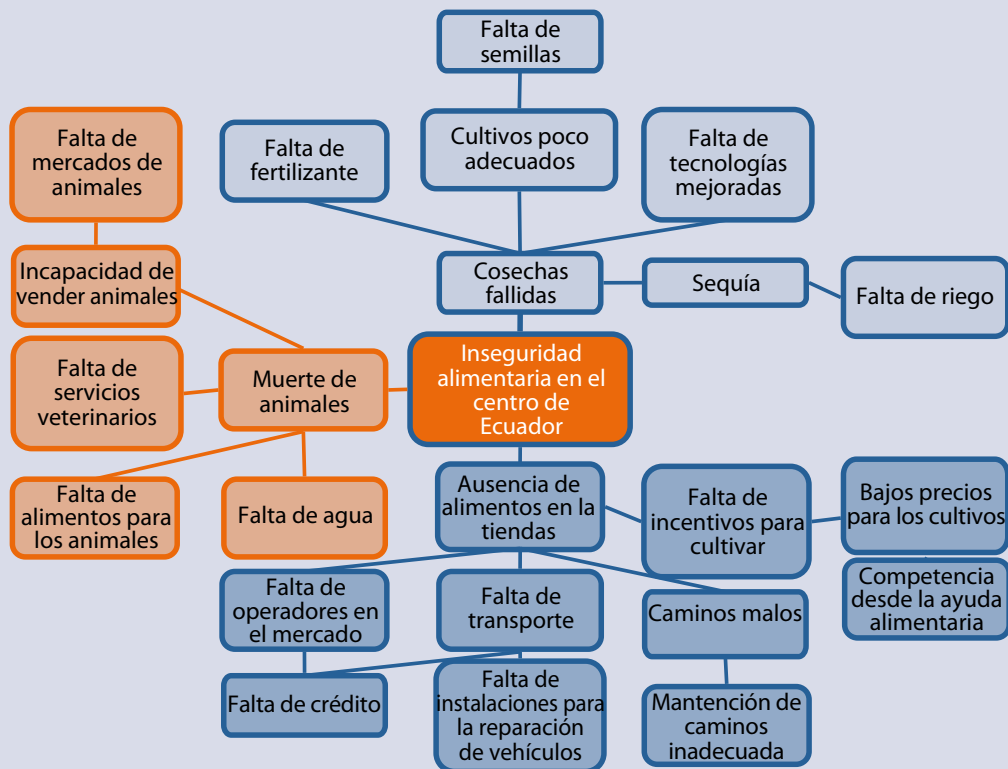 Falta de
semillas
Falta de
mercados de
animales
Falta de
fertilizante
Cultivos poco
adecuados
Falta de
tecnologías
mejoradas
Incapacidad de
vender animales
Cosechas
fallidas
Sequía
Falta de riego
Falta de
servicios
veterinarios
Muerte de
animales
Inseguridad
alimentaria en el
centro de
Ecuador
Falta de
alimentos para
los animales
Falta de agua
Ausencia de
alimentos en la
tiendas
Falta de
incentivos para
cultivar
Bajos precios
para los cultivos
Falta de
operadores en
el mercado
Falta de
transporte
Caminos malos
Competencia
desde la ayuda
alimentaria
Falta de crédito
Falta de
instalaciones para
la reparación
de vehículos
Mantención de
caminos
inadecuada